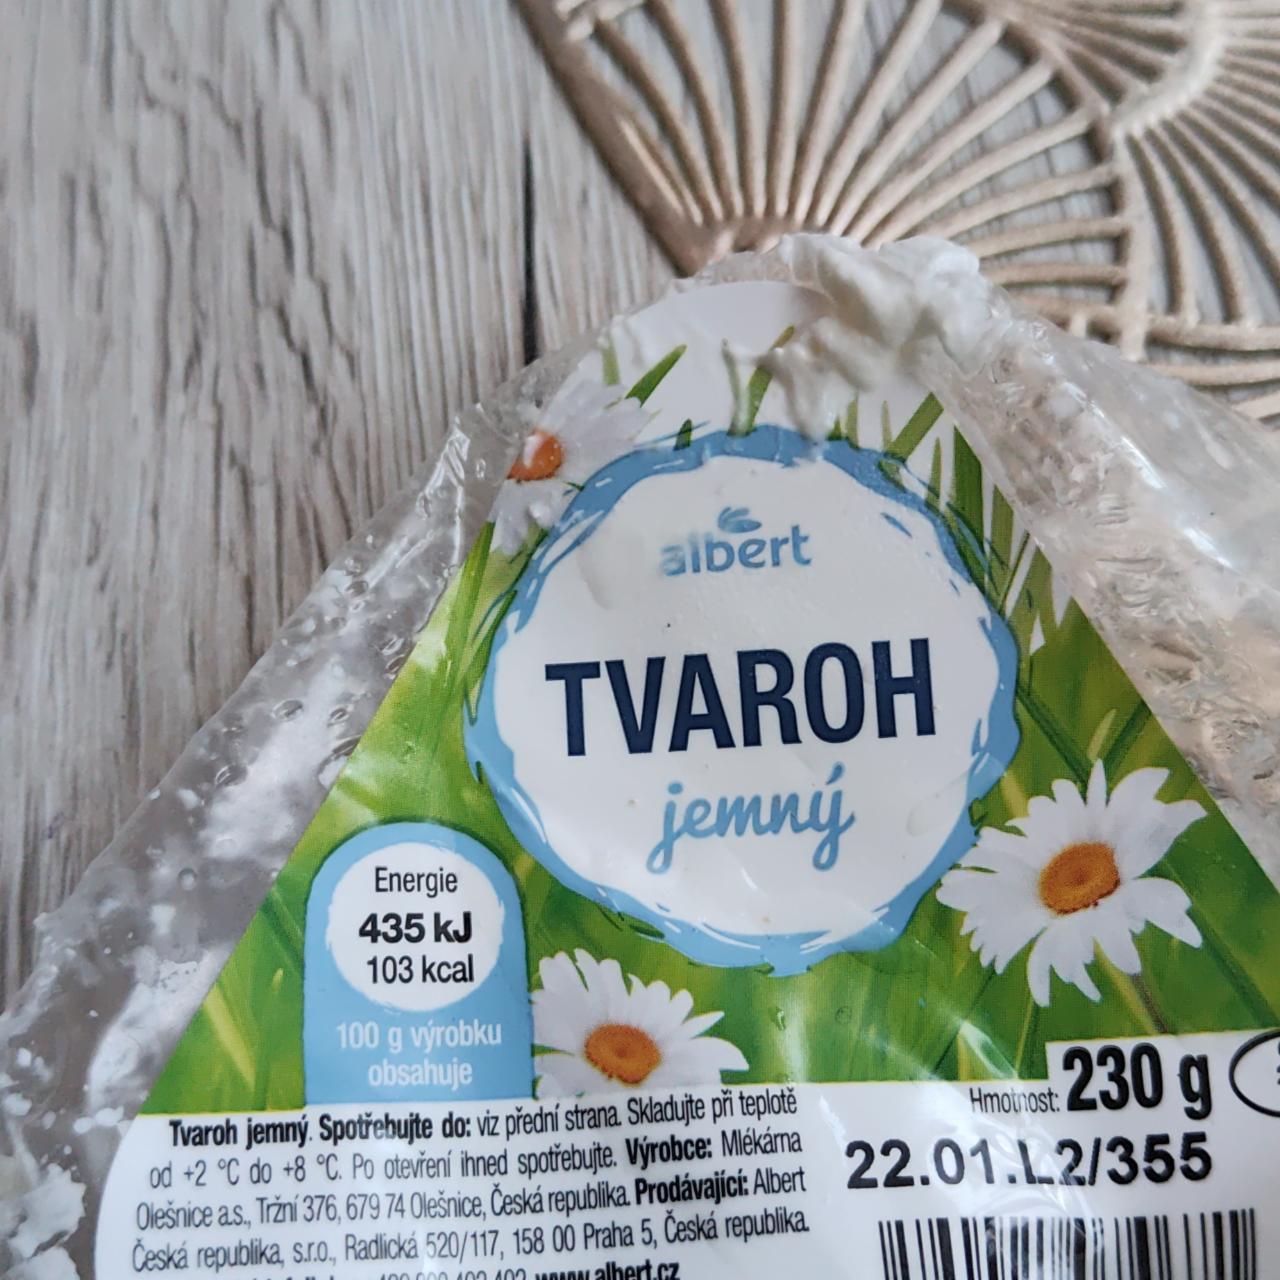 albert
TVAROH
jemný
Energie
435 kJ
103 kcal
100 g výrobku
obsahuje
Hmotnost: 230 g
22.01.L2/355
Tvaroh jemný. Spotřebujte do: viz přední strana. Skladujte při teplotě
od +2 °C do +8 °C. Po otevření ihned spotřebujte. Výrobce: Mlékárna
Olešnice a.s., Tržní 376, 679 74 Olešnice, Česká republika. Prodávající: Albert
Česká republika, s.r.o., Radlická 520/117, 158 00 Praha 5, Česká republika.
www.albert.cz